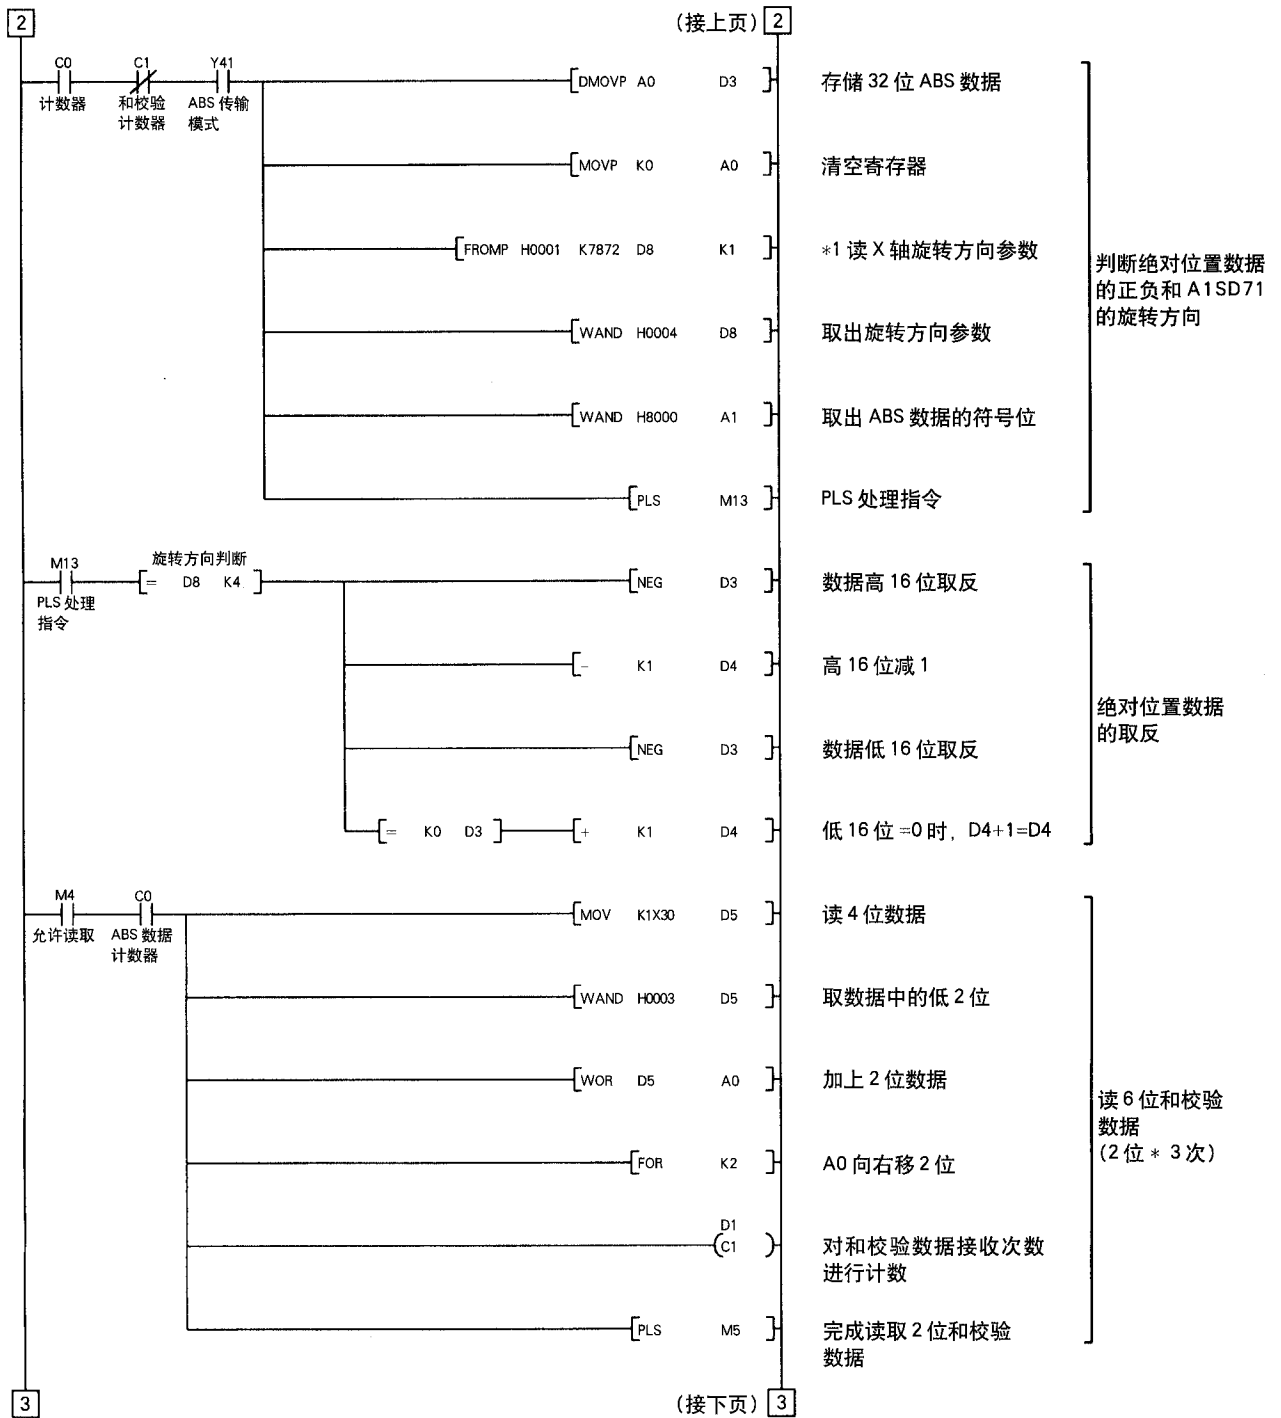 2 (接上页) 2
C0 C1 Y41
计数器 和校验计数器 ABS 传输模式
DMOVP A0 D3 存储 32 位 ABS 数据
MOVP K0 A0 清空寄存器
FROMP H0001 K7872 D8 K1 *1 读 X 轴旋转方向参数
判断绝对位置数据
的正负和 A1SD71
的旋转方向
WAND H0004 D8 取出旋转方向参数
WAND H8000 A1 取出 ABS 数据的符号位
PLS M13 PLS 处理指令
旋转方向判断
M13 = D8 K4 NEG D3 数据高 16 位取反
PLS 处理
指令
- K1 D4 高 16 位减 1
绝对位置数据
的取反
NEG D3 数据低 16 位取反
= K0 D3 + K1 D4 低 16 位 =0 时, D4+1=D4
M4 C0
允许读取 ABS 数据计数器
MOV K1X30 D5 读 4 位数据
WAND H0003 D5 取数据中的低 2 位
WOR D5 A0 加上 2 位数据
读 6 位和校验
数据
(2 位 * 3 次)
FOR K2 A0 向右移 2 位
D1
C1 对和校验数据接收次数
进行计数
PLS M5 完成读取 2 位和校验
数据
3 (接下页) 3